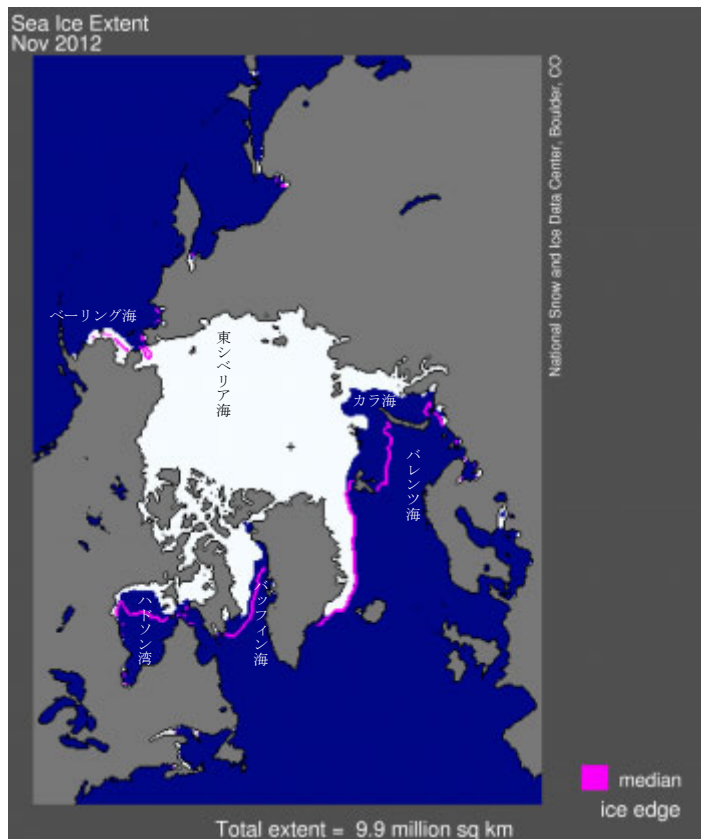 Sea Ice Extent
Nov 2012
National Snow and Ice Data Center, Boulder, CO
ベーリング海
東シベリア海
カラ海
バレンツ海
ハドソン湾
バッフィン海
median
ice edge
Total extent = 9.9 million sq km